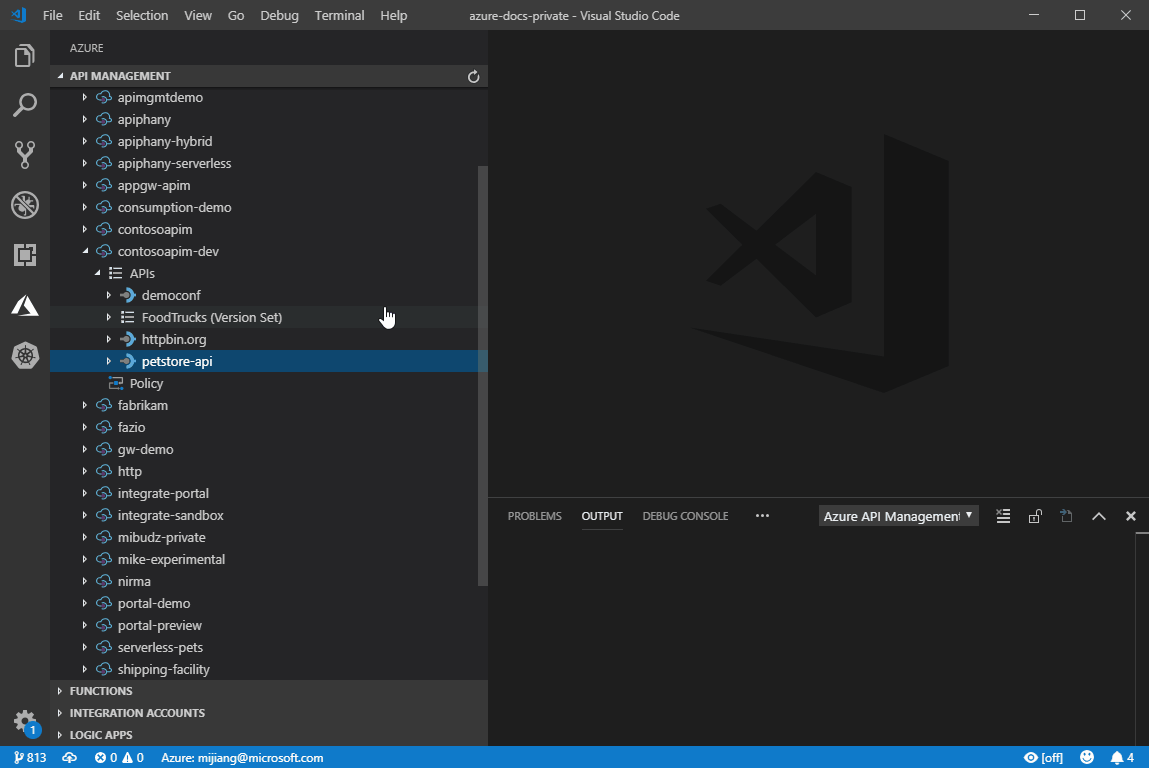 File Edit Selection View Go Debug Terminal Help azure-docs-private - Visual Studio Code
AZURE
API MANAGEMENT
apimgmtdemo
apiphany
apiphany-hybrid
apiphany-serverless
appgw-apim
consumption-demo
contosoapim
contosoapim-dev
APIs
democonf
FoodTrucks (Version Set)
httpbin.org
petstore-api
Policy
fabrikam
fazio
gw-demo
http
integrate-portal
integrate-sandbox
mibudz-private
mike-experimental
nirma
portal-demo
portal-preview
serverless-pets
shipping-facility
FUNCTIONS
INTEGRATION ACCOUNTS
LOGIC APPS
PROBLEMS OUTPUT DEBUG CONSOLE ••• Azure API Management
1
813 0 0 Azure: mijiang@microsoft.com [off] 4